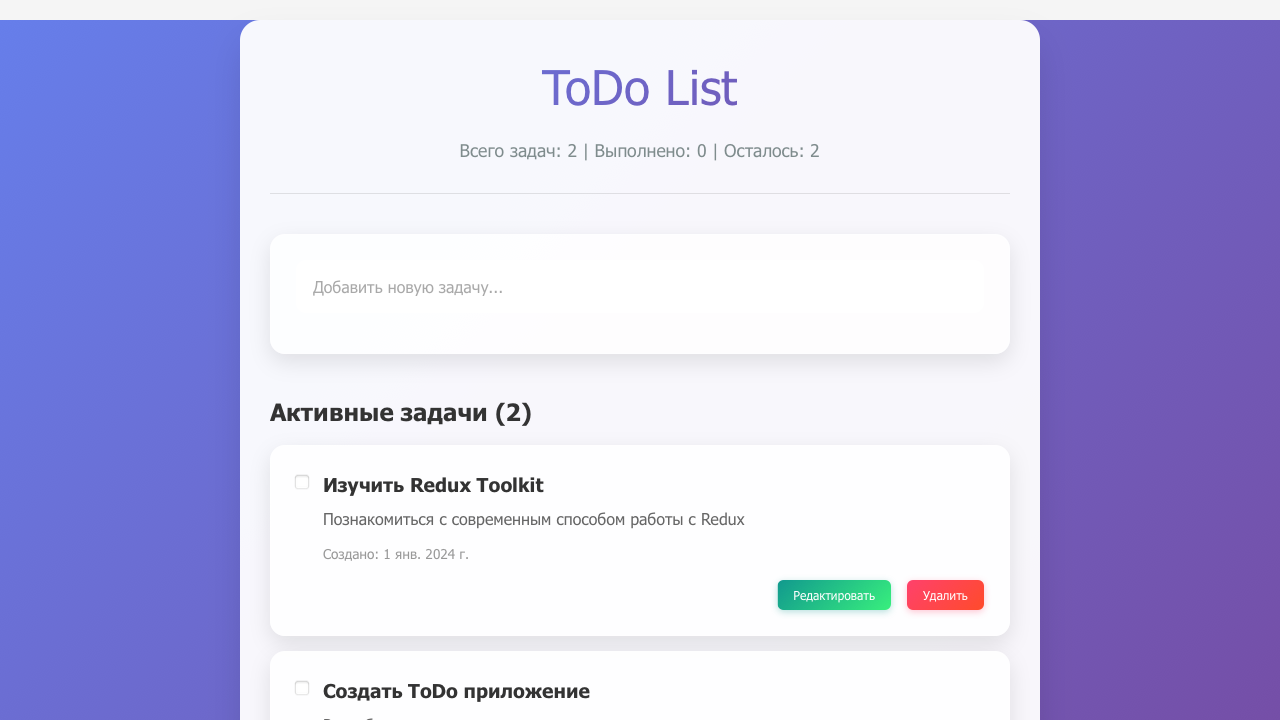 ToDo List
Всего задач: 2 | Выполнено: 0 | Осталось: 2
Добавить новую задачу...
Активные задачи (2)
Изучить Redux Toolkit
Познакомиться с современным способом работы с Redux
Создано: 1 янв. 2024 г.
Редактировать Удалить
Создать ToDo приложение